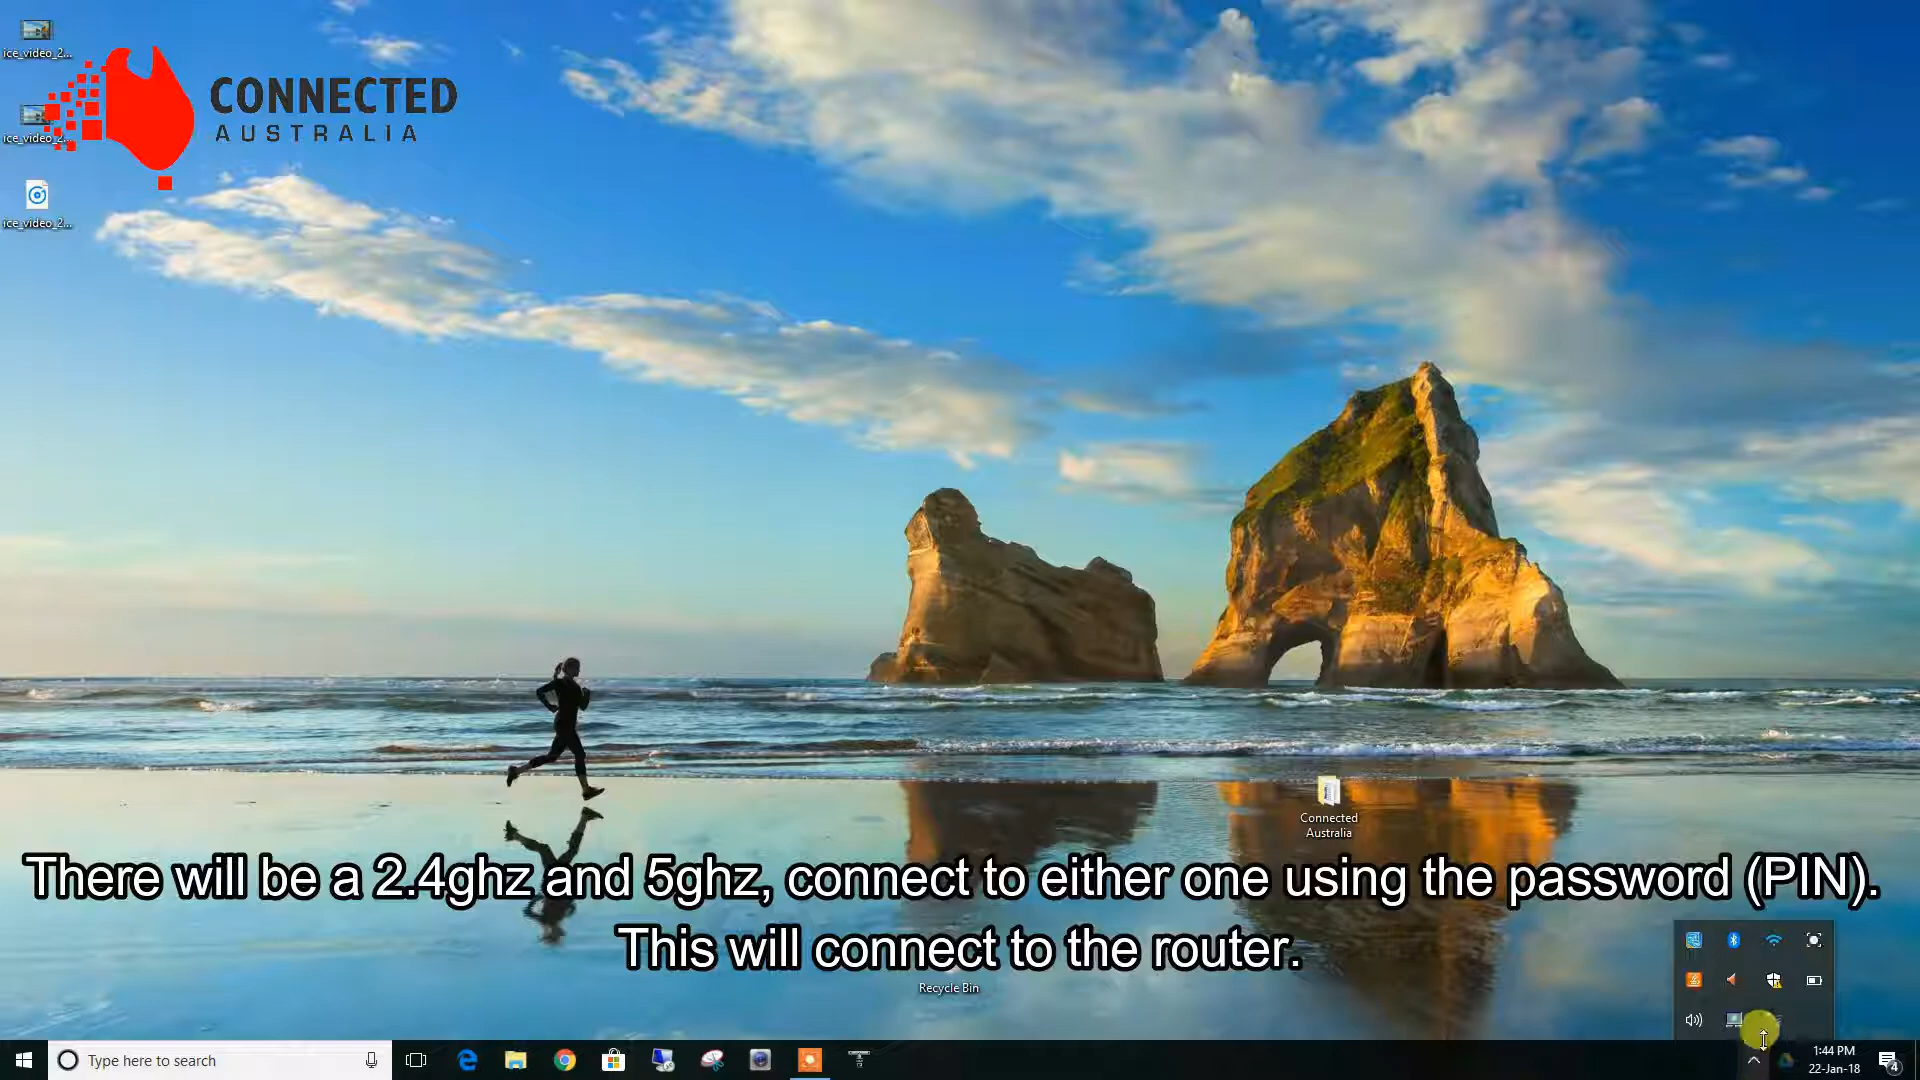 ice_video_2...
CONNECTED
AUSTRALIA
ice_video_2...
ice_video_2...
Connected
Australia
There will be a 2.4ghz and 5ghz, connect to either one using the password (PIN).
This will connect to the router.
Recycle Bin
Type here to search
1:44 PM
22-Jan-18
4